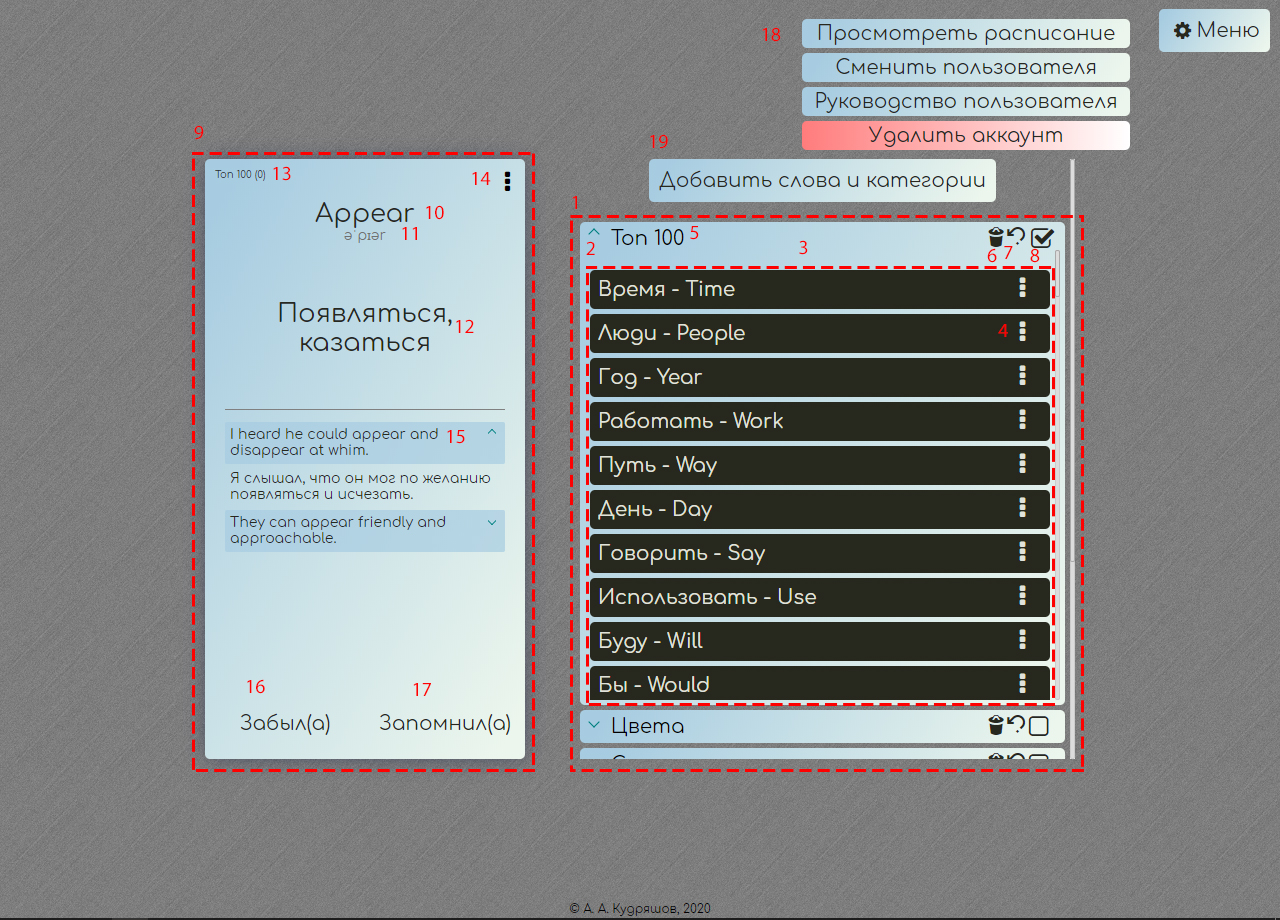 18
Просмотреть расписание
Меню
Сменить пользователя
Руководство пользователя
Удалить аккаунт
9
19
Топ 100 (0) 13
14
Appear 10
ə`pɪər 11
Появляться,
казаться
12
I heard he could appear and
disappear at whim.
15
Я слышал, что он мог по желанию
появляться и исчезать.
They can appear friendly and
approachable.
16
17
Забыл(а)
Запомнил(а)
Добавить слова и категории
1
2
Топ 100 5
3
6 7 8
Время - Time
Люди - People 4
Год - Year
Работать - Work
Путь - Way
День - Day
Говорить - Say
Использовать - Use
Буду - Will
Бы - Would
Цвета
© А. А. Кудряшов, 2020